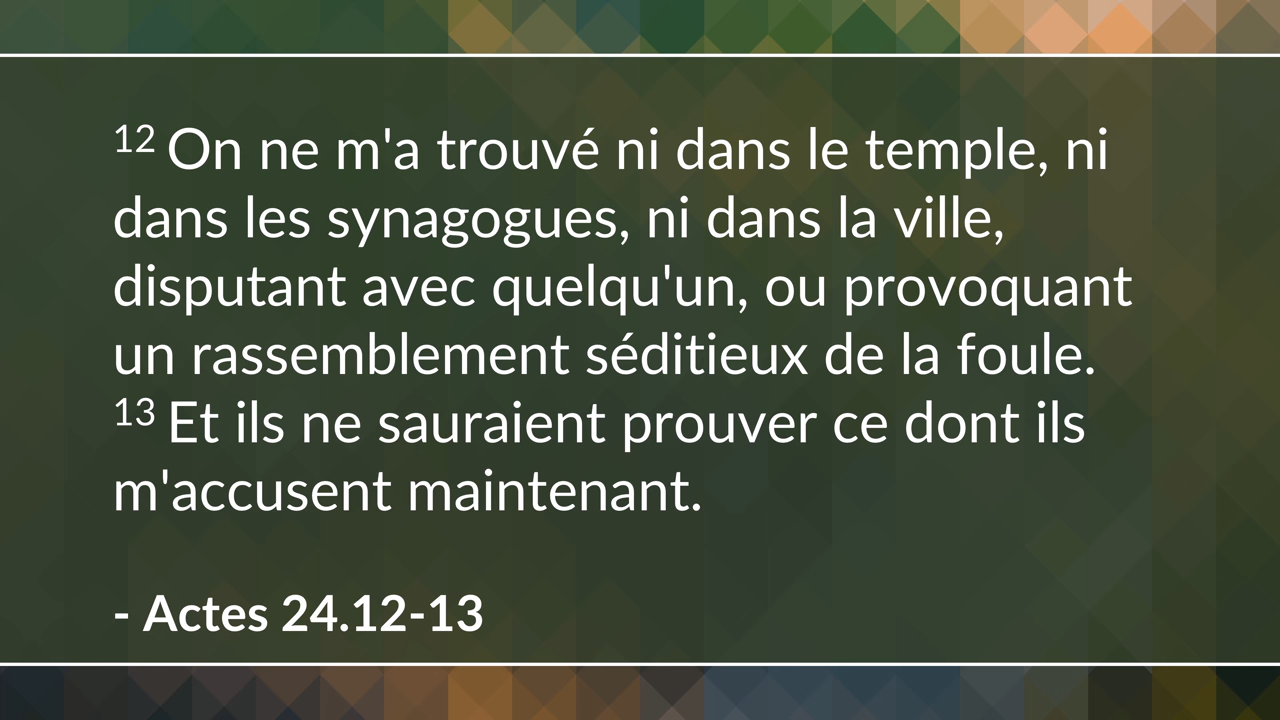 12 On ne m'a trouvé ni dans le temple, ni
dans les synagogues, ni dans la ville,
disputant avec quelqu'un, ou provoquant
un rassemblement séditieux de la foule.
13 Et ils ne sauraient prouver ce dont ils
m'accusent maintenant.
- Actes 24.12-13